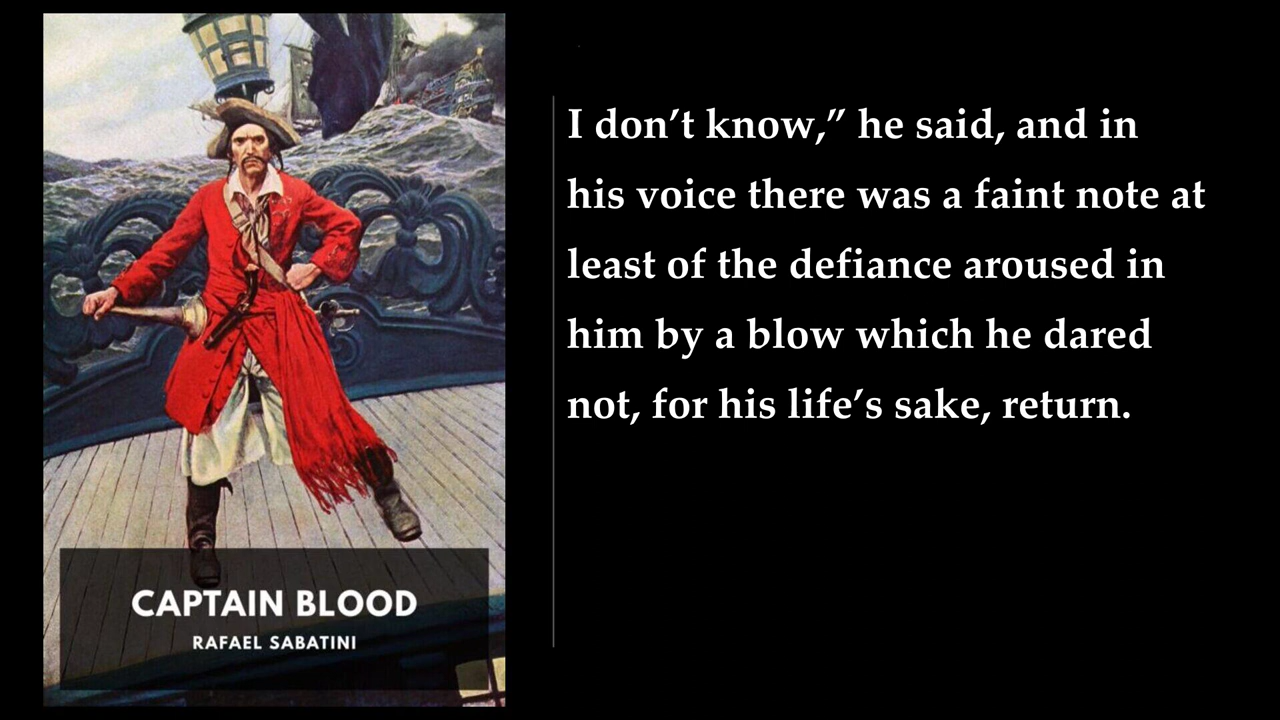 I don’t know,” he said, and in
his voice there was a faint note at
least of the defiance aroused in
him by a blow which he dared
not, for his life’s sake, return.
CAPTAIN BLOOD
RAFAEL SABATINI